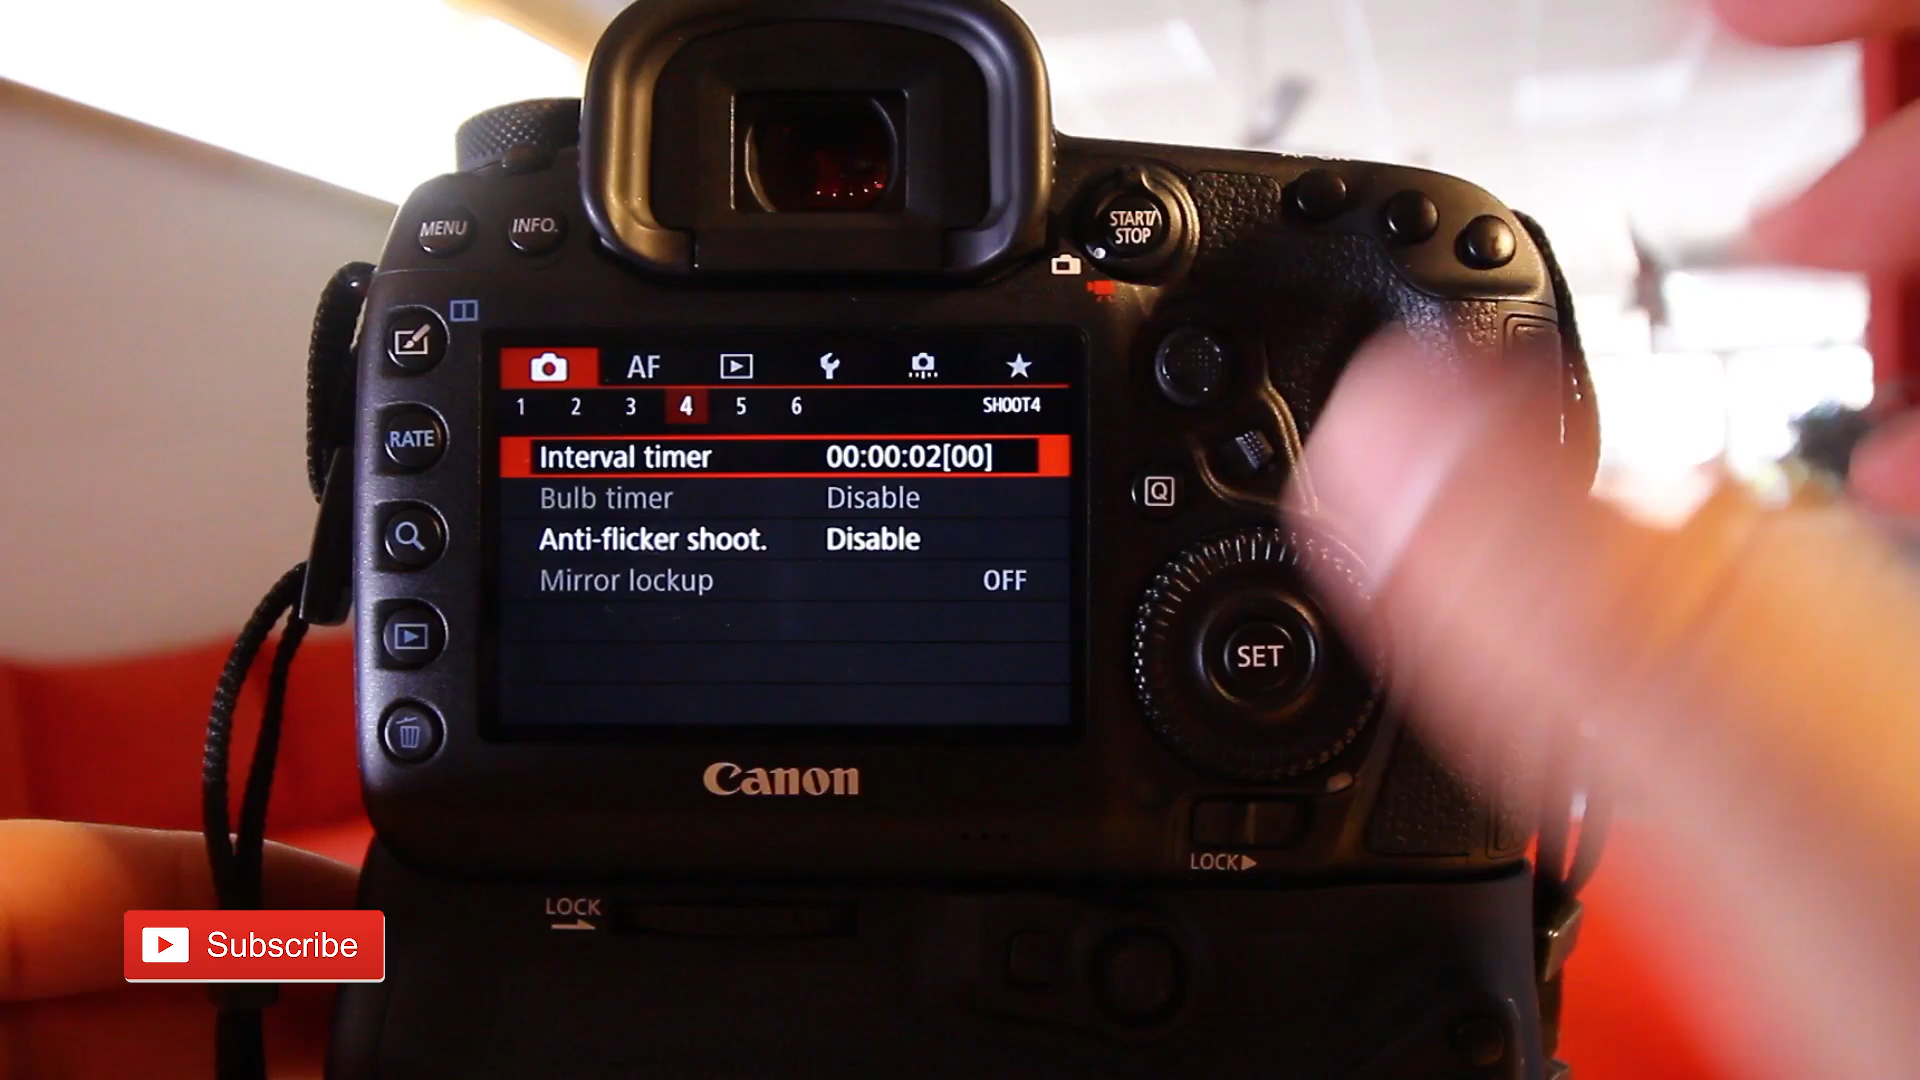 MENU
INFO.
START/
STOP
AF
1 2 3 4 5 6 SHOOT4
RATE
Interval timer 00:00:02[00]
Bulb timer Disable
Anti-flicker shoot. Disable
Mirror lockup OFF
Q
SET
Canon
LOCK
LOCK
Subscribe